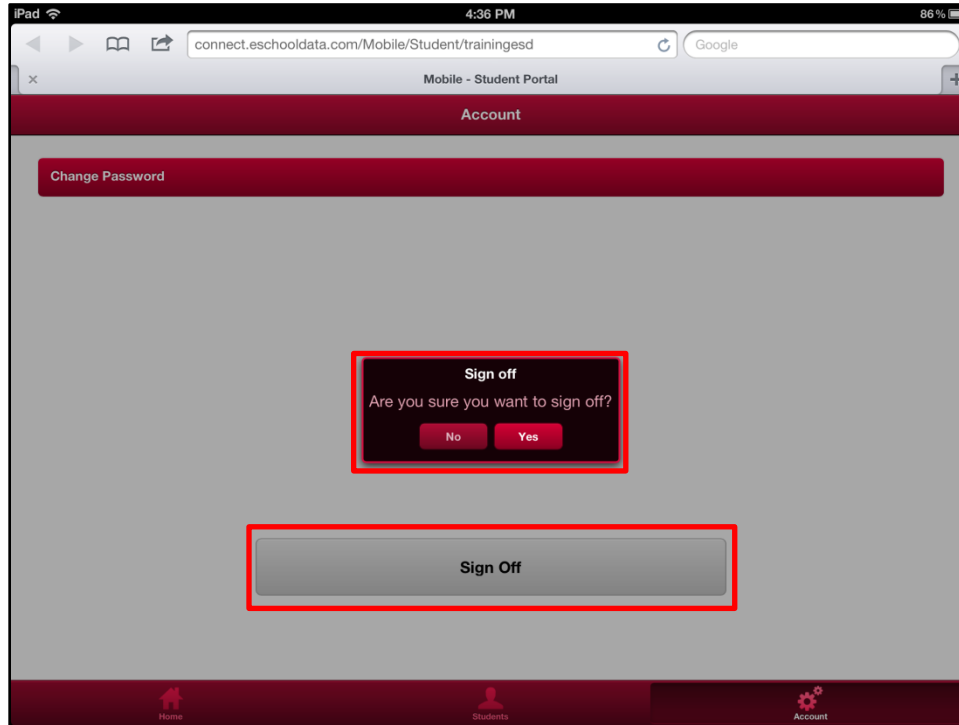 iPad 4:36 PM 86%
connect.eschooldata.com/Mobile/Student/trainingesd Google
Mobile - Student Portal
Account
Change Password
Sign off
Are you sure you want to sign off?
No Yes
Sign Off
Home Students Account